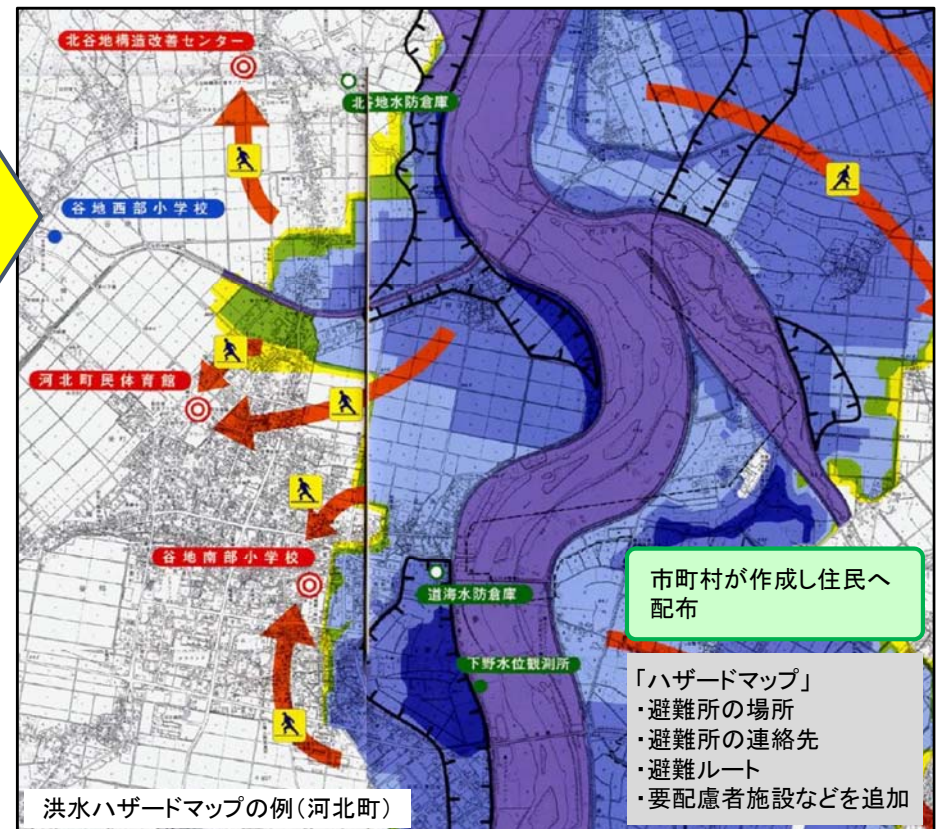 北谷地構造改善センター
北谷地水防倉庫
谷地西部小学校
河北町民体育館
谷地南部小学校
道海水防倉庫
下野水位観測所
市町村が作成し住民へ
配布
「ハザードマップ」
・避難所の場所
・避難所の連絡先
・避難ルート
・要配慮者施設などを追加
洪水ハザードマップの例(河北町)